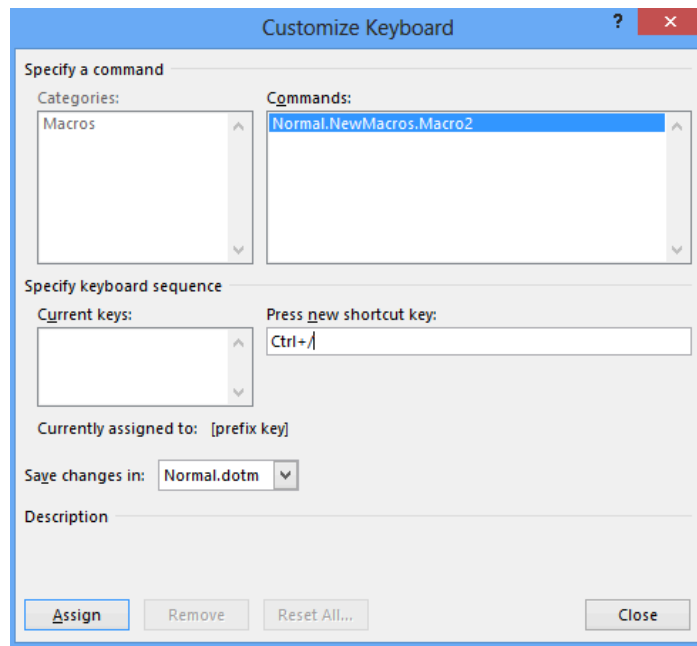 Customize Keyboard
?
Specify a command
Categories:
Commands:
Macros
Normal.NewMacros.Macro2
Specify keyboard sequence
Current keys:
Press new shortcut key:
Ctrl+/
Currently assigned to: [prefix key]
Save changes in: Normal.dotm
Description
Assign Remove Reset All... Close